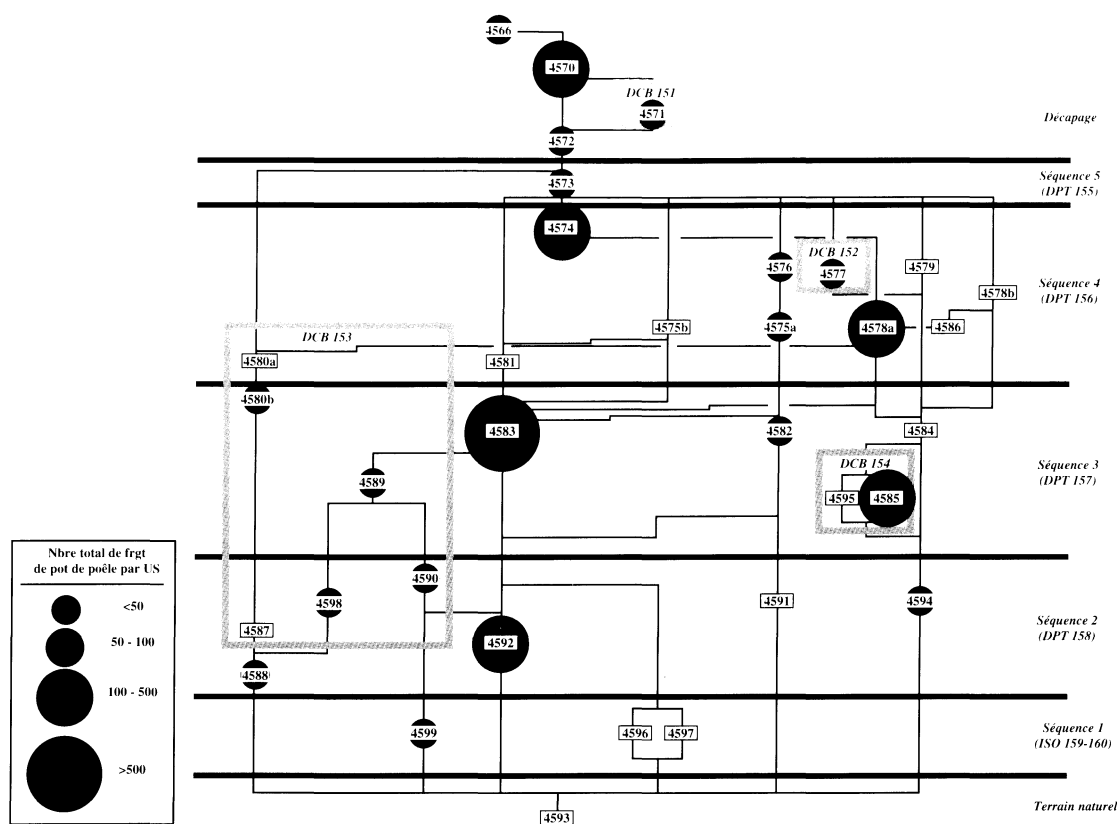 4566
4570
DCB 151
4571
Décapage
4572
4573
Séquence 5
(DPT 155)
4574
DCB 152
4576
4577
4579
Séquence 4
(DPT 156)
4578b
4575b
4575a
4578a
4586
DCB 153
4580a
4581
4580b
4583
4582
4584
DCB 154
Séquence 3
(DPT 157)
4589
4595
4585
Nbre total de frgt
de pot de poêle par US
<50
50 - 100
100 - 500
>500
4590
4598
4591
4594
Séquence 2
(DPT 158)
4587
4592
4588
4599
4596
4597
Séquence 1
(ISO 159-160)
4593
Terrain naturel